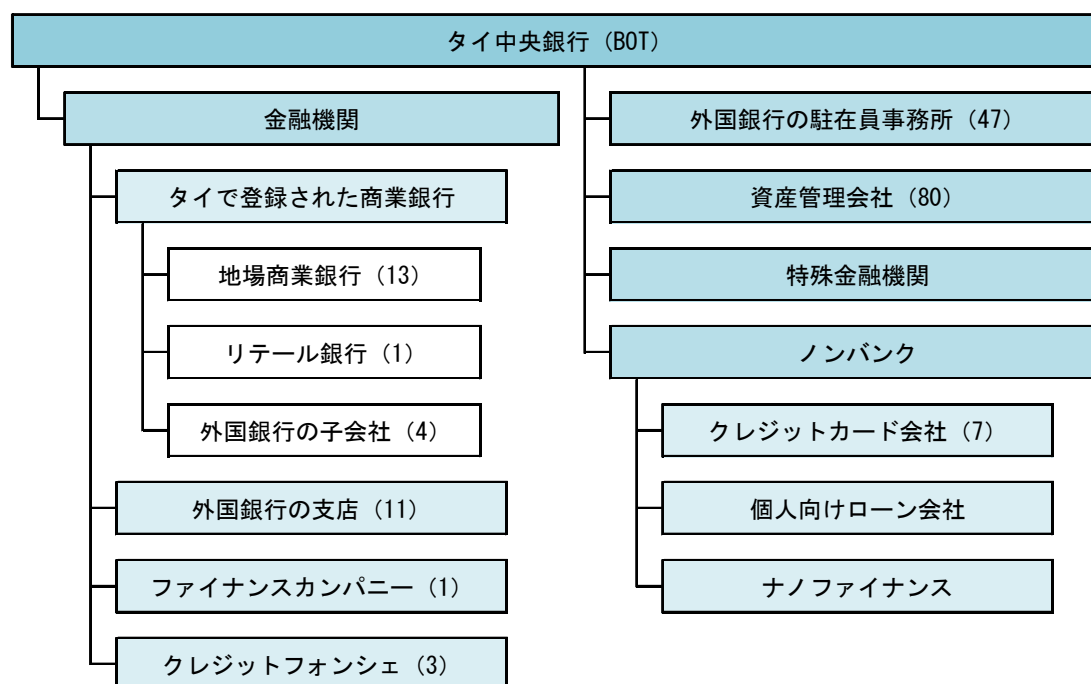 タイ中央銀行（BOT）
金融機関
タイで登録された商業銀行
地場商業銀行（13）
リテール銀行（1）
外国銀行の子会社（4）
外国銀行の支店（11）
ファイナンスカンパニー（1）
クレジットフォンシェ（3）
外国銀行の駐在員事務所（47）
資産管理会社（80）
特殊金融機関
ノンバンク
クレジットカード会社（7）
個人向けローン会社
ナノファイナンス